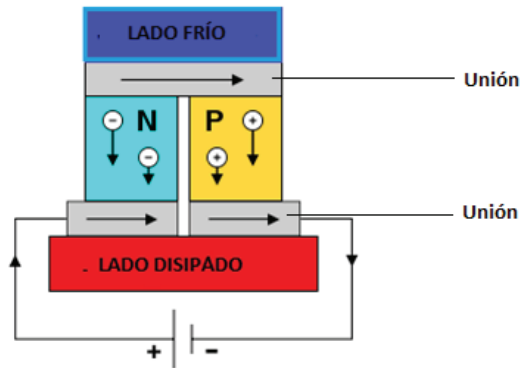 LADO FRÍO
Unión
N P
Unión
LADO DISIPADO
+ -